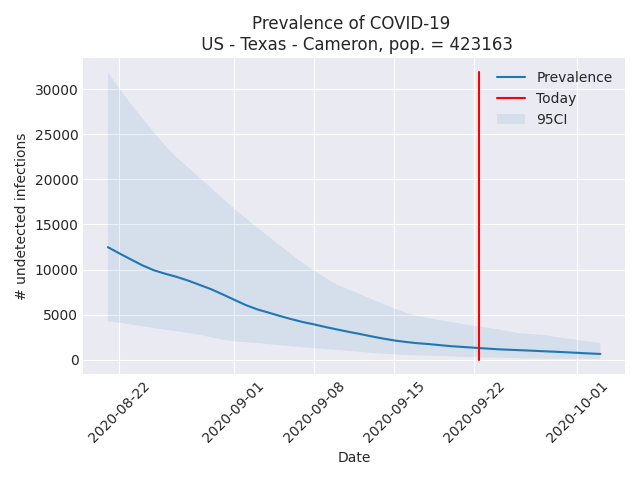 Prevalence of COVID-19
US - Texas - Cameron, pop. = 423163
Prevalence
Today
95CI
# undetected infections
30000
25000
20000
15000
10000
5000
0
2020-08-22
2020-09-01
2020-09-08
2020-09-15
2020-09-22
2020-10-01
Date